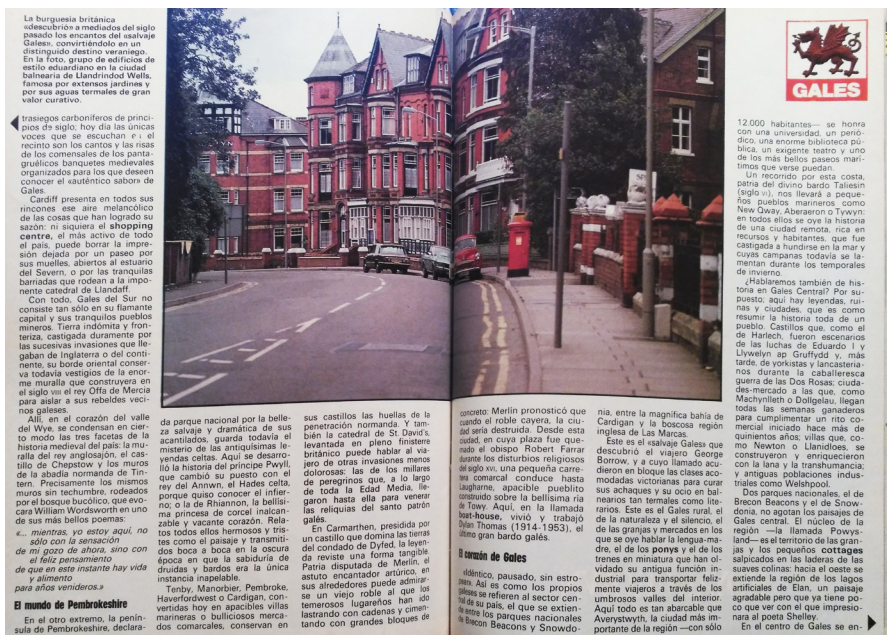 La burguesía británica
«descubrió» a mediados del siglo
pasado los encantos del «salvaje
Gales», convirtiéndolo en un
distinguido destino veraniego.
En la foto, grupo de edificios de
estilo eduardiano en la ciudad
balnearia de Llandrindod Wells,
famosa por extensos jardines y
por sus aguas termales de gran
valor curativo.
trasiegos carboníferos de princi-
pios de siglo; hoy día las únicas
voces que se escuchan en el
recinto son los cantos y las risas
de los comensales de los panta-
gruélicos banquetes medievales
organizados para los que deseen
conocer el «auténtico sabor» de
Gales.
Cardiff presenta en todos sus
rincones ese aire melancólico
de las cosas que han logrado su
sazón: ni siquiera el shopping
centre, el más activo de todo
el país, puede borrar la impre-
sión dejada por un paseo por
sus muelles, abiertos al estuario
del Severn, o por las tranquilas
barriadas que rodean a la impo-
nente catedral de Llandaff.
Con todo, Gales del Sur no
consiste tan sólo en su flamante
capital y sus tranquilos pueblos
mineros. Tierra indómita y fron-
teriza, castigada duramente por
las sucesivas invasiones que lle-
gaban de Inglaterra o del conti-
nente, su borde oriental conser-
va todavía vestigios de la enor-
me muralla que construyera en
el siglo VIII el rey Offa de Mercia
para aislar a sus rebeldes veci-
nos galeses.
Allí, en el corazón del valle
del Wye, se condensan en cier-
to modo las tres facetas de la
historia medieval del país: la mu-
ralla del rey anglosajón, el cas-
tillo de Chepstow y los muros
de la abadía normanda de Tin-
tern. Precisamente los mismos
muros sin techumbre, rodeados
por el bosque bucólico, que evo-
cara William Wordsworth en uno
de sus más bellos poemas:
«... mientras, yo estoy aquí, no
sólo con la sensación
de mi gozo de ahora, sino con
el feliz pensamiento
de que en este instante hay vida
y alimento
para años venideros.»
El mundo de Pembrokeshire
En el otro extremo, la penín-
sula de Pembrokeshire, declara-
da parque nacional por la belle-
za salvaje y dramática de sus
acantilados, guarda todavía el
misterio de las antiquísimas le-
yendas celtas. Aquí se desarro-
lló la historia del príncipe Pwyll,
que cambió su puesto con el
rey del Annwn, el Hades celta,
porque quiso conocer el infier-
no; o la de Rhiannon, la bellísi-
ma princesa de corcel inalcan-
zable y vacante corazón. Rela-
tos todos ellos hermosos y tris-
tes como el paisaje y transmiti-
dos boca a boca en la oscura
época en que la sabiduría de
druidas y bardos era la única
instancia inapelable.
Tenby, Manorbier, Pembroke,
Haverfordwest o Cardigan, con-
vertidas hoy en apacibles villas
marineras o bulliciosos merca-
dos comarcales, conservan en
sus castillos las huellas de la
penetración normanda. Y tam-
bién la catedral de St. David's,
levantada en pleno finisterre
británico puede hablar al via-
jero de otras invasiones menos
dolorosas: las de los millares
de peregrinos que, a lo largo
de toda la Edad Media, lle-
garon hasta ella para venerar
las reliquias del santo patrón
galés.
En Carmarthen, presidida por
un castillo que domina las tierras
del condado de Dyfed, la leyen-
da reviste una forma tangible.
Patria disputada de Merlín, el
astuto encantador artúrico, en
sus alrededores puede admirar-
se un viejo roble al que los
temerosos lugareños han ido
lastrando con cadenas y cimen-
tando con grandes bloques de
concreto: Merlín pronosticó que
cuando el roble cayera, la ciu-
dad sería destruida. Desde esta
ciudad, en cuya plaza fue que-
mado el obispo Robert Farrar
durante los disturbios religiosos
del siglo XVI, una pequeña carre-
tera comarcal conduce hasta
Laugharne, apacible pueblito
construido sobre la bellísima ría
de Towy. Aquí, en la llamada
boat-house, vivió y trabajó
Dylan Thomas (1914-1953), el
último gran bardo galés.
El corazón de Gales
«Idéntico, pausado, sin estro-
pear». Así es como los propios
galeses se refieren al sector cen-
tral de su país, el que se extien-
de entre los parques nacionales
de Brecon Beacons y Snowdo-
nia, entre la magnífica bahía de
Cardigan y la boscosa región
inglesa de Las Marcas.
Este es el «salvaje Gales» que
descubrió el viajero George
Borrow, y a cuyo llamado acu-
dieron en bloque las clases aco-
modadas victorianas para curar
sus achaques y su ocio en bal-
nearios tan termales como lite-
rarios. Este es el Gales rural, el
de la naturaleza y el silencio, el
de las granjas y mercados en los
que se oye hablar la lengua-ma-
dre, el de los ponys y el de los
trenes en miniatura que han ol-
vidado su antigua función in-
dustrial para transportar feliz-
mente viajeros a través de los
umbrosos valles del interior.
Aquí todo es tan abarcable que
Averystwyth, la ciudad más im-
portante de la región —con sólo
GALES
12.000 habitantes— se honra
con una universidad, un perió-
dico, una enorme biblioteca pú-
blica, un exigente teatro y uno
de los más bellos paseos marí-
timos que verse puedan.
Un recorrido por esta costa,
patria del divino bardo Taliesin
(siglo VI), nos llevará a peque-
ños pueblos marineros como
New Qway, Aberaeron o Tywyn:
en todos ellos se oye la historia
de una ciudad remota, rica en
recursos y habitantes, que fue
castigada a hundirse en la mar y
cuyas campanas todavía se la-
mentan durante los temporales
de invierno.
¿Hablaremos también de his-
toria en Gales Central? Por su-
puesto; aquí hay leyendas, rui-
nas y ciudades, que es como
resumir la historia toda de un
pueblo. Castillos que, como el
de Harlech, fueron escenarios
de las luchas de Eduardo I y
Llywelyn ap Gruffydd y, más
tarde, de yorkistas y lancasteria-
nos durante la caballeresca
guerra de las Dos Rosas; ciuda-
des-mercado a las que, como
Machynlleth o Dollgelau, llegan
todas las semanas ganaderos
para cumplimentar un rito co-
mercial iniciado hace más de
quinientos años; villas que, co-
mo Newton o Llanidloes, se
construyeron y enriquecieron
con la lana y la transhumancia;
y antiguas poblaciones indus-
triales como Welshpool.
Dos parques nacionales, el de
Brecon Beacons y el de Snow-
donia, no agotan los paisajes de
Gales central. El núcleo de la
región —la llamada Powys-
land— es el territorio de las gran-
jas y los pequeños cottages
salpicados en las laderas de las
suaves colinas: hacia el oeste se
extiende la región de los lagos
artificiales de Elan, un paisaje
agradable pero que ya tiene po-
co que ver con el que impresio-
nara al poeta Shelley.
En el centro de Gales se en-